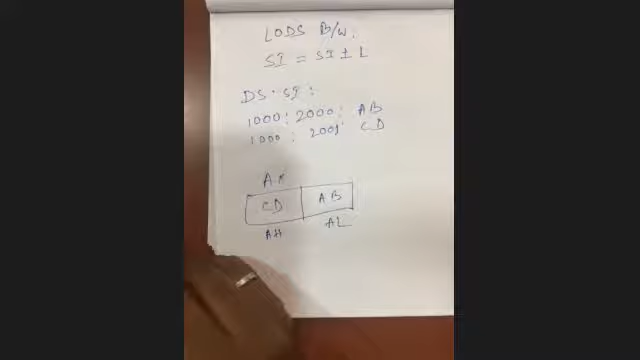 LODS B/W.
SI = SI ± L
DS:SI:
1000:2000: AB
1000: 2001 CD
AX
CD AB
AH AL